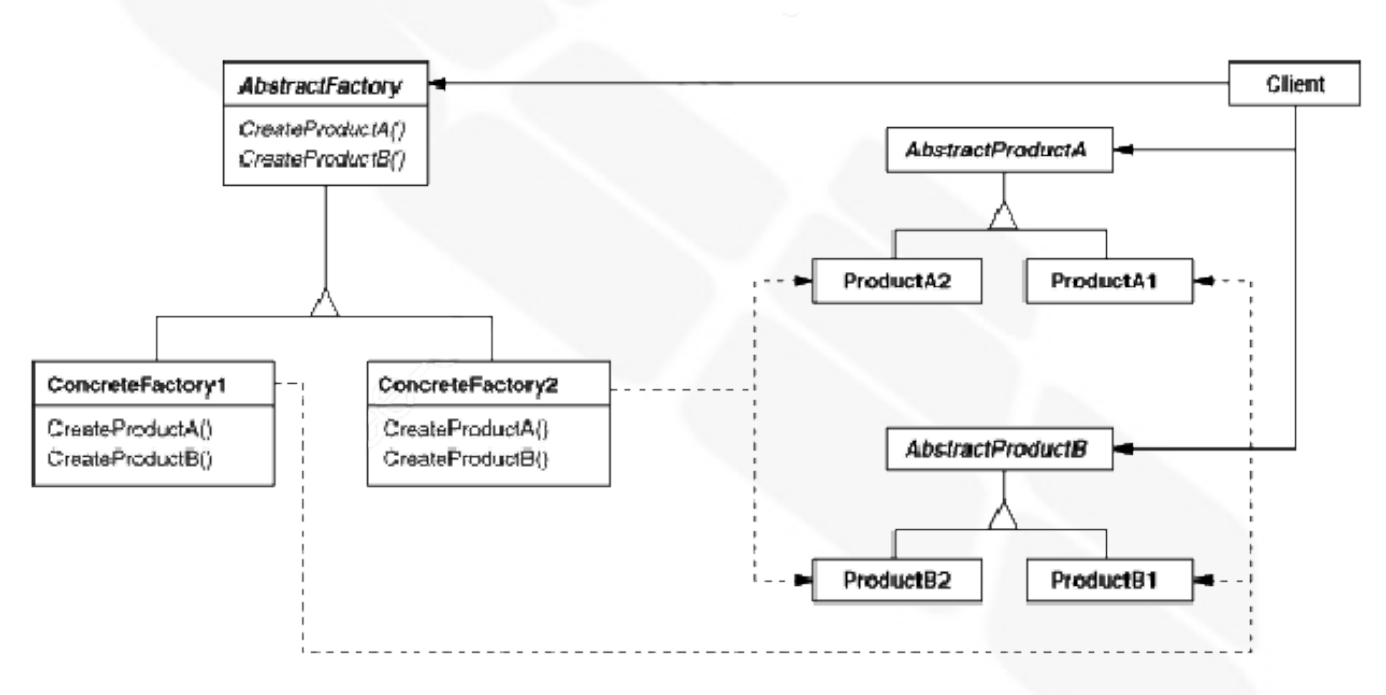 AbstractFactory
CreateProductA()
CreateProductB()
Client
AbstractProductA
ProductA2
ProductA1
ConcreteFactory1
CreateProductA()
CreateProductB()
ConcreteFactory2
CreateProductA()
CreateProductB()
AbstractProductB
ProductB2
ProductB1